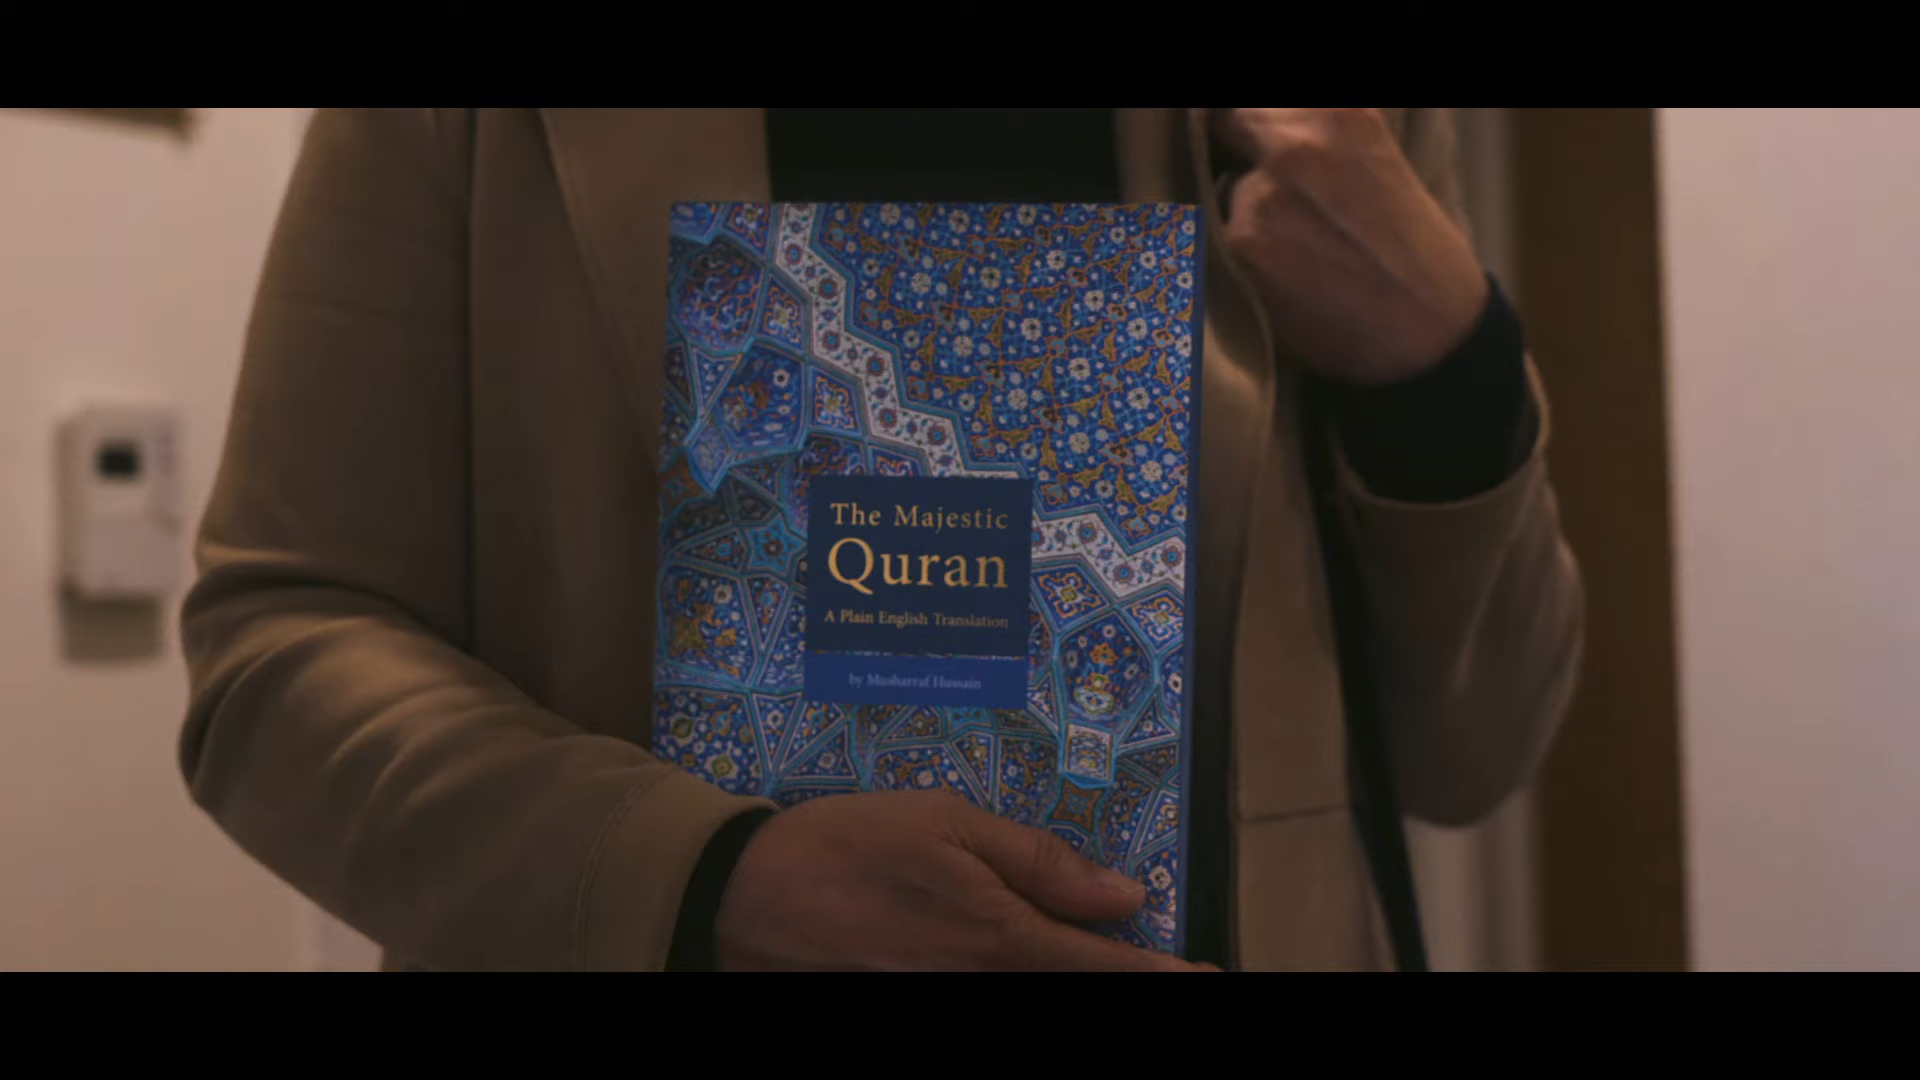 The Majestic
Quran
A Plain English Translation
by Musharraf Hussain